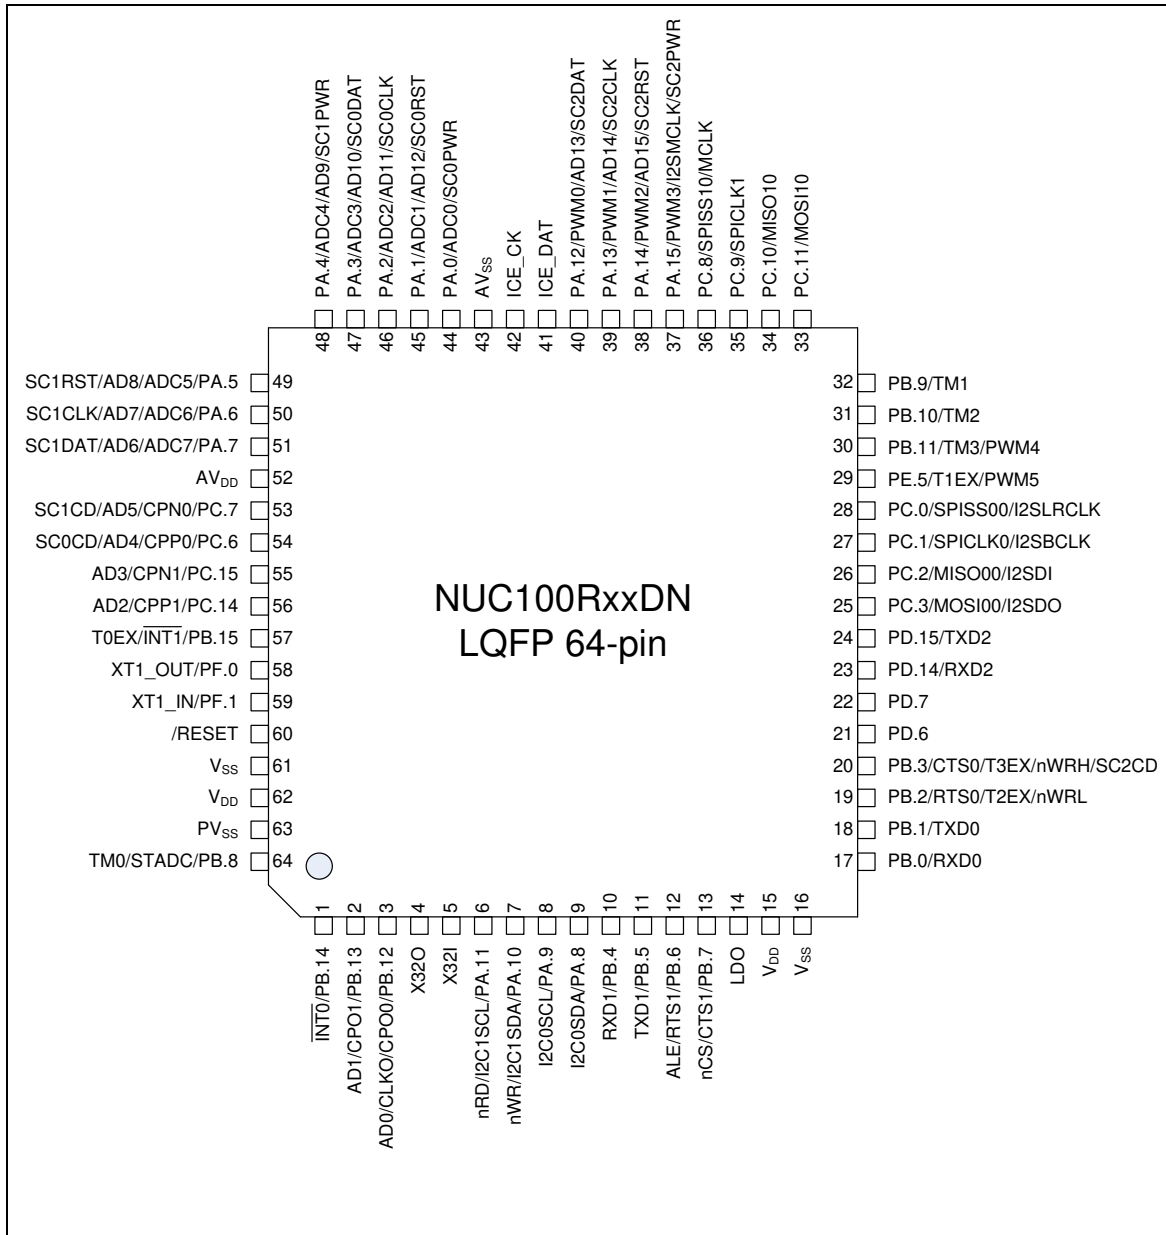 PA.4/ADC4/AD9/SC1PWR
PA.3/ADC3/AD10/SC0DAT
PA.2/ADC2/AD11/SC0CLK
PA.1/ADC1/AD12/SC0RST
PA.0/ADC0/SC0PWR
AVSS
ICE_CK
ICE_DAT
PA.12/PWM0/AD13/SC2DAT
PA.13/PWM1/AD14/SC2CLK
PA.14/PWM2/AD15/SC2RST
PA.15/PWM3/I2SMCLK/SC2PWR
PC.8/SPISS10/MCLK
PC.9/SPICLK1
PC.10/MISO10
PC.11/MOSI10
48
47
46
45
44
43
42
41
40
39
38
37
36
35
34
33
SC1RST/AD8/ADC5/PA.5 49
SC1CLK/AD7/ADC6/PA.6 50
SC1DAT/AD6/ADC7/PA.7 51
AVDD 52
SC1CD/AD5/CPN0/PC.7 53
SC0CD/AD4/CPP0/PC.6 54
AD3/CPN1/PC.15 55
AD2/CPP1/PC.14 56
T0EX/INT1/PB.15 57
XT1_OUT/PF.0 58
XT1_IN/PF.1 59
/RESET 60
VSS 61
VDD 62
PVSS 63
TM0/STADC/PB.8 64
NUC100RxxDN
LQFP 64-pin
32 PB.9/TM1
31 PB.10/TM2
30 PB.11/TM3/PWM4
29 PE.5/T1EX/PWM5
28 PC.0/SPISS00/I2SLRCLK
27 PC.1/SPICLK0/I2SBCLK
26 PC.2/MISO00/I2SDI
25 PC.3/MOSI00/I2SDO
24 PD.15/TXD2
23 PD.14/RXD2
22 PD.7
21 PD.6
20 PB.3/CTS0/T3EX/nWRH/SC2CD
19 PB.2/RTS0/T2EX/nWRL
18 PB.1/TXD0
17 PB.0/RXD0
1
2
3
4
5
6
7
8
9
10
11
12
13
14
15
16
INT0/PB.14
AD1/CPO1/PB.13
AD0/CLKO/CPO0/PB.12
X32O
X32I
nRD/I2C1SCL/PA.11
nWR/I2C1SDA/PA.10
I2C0SCL/PA.9
I2C0SDA/PA.8
RXD1/PB.4
TXD1/PB.5
ALE/RTS1/PB.6
nCS/CTS1/PB.7
LDO
VDD
VSS